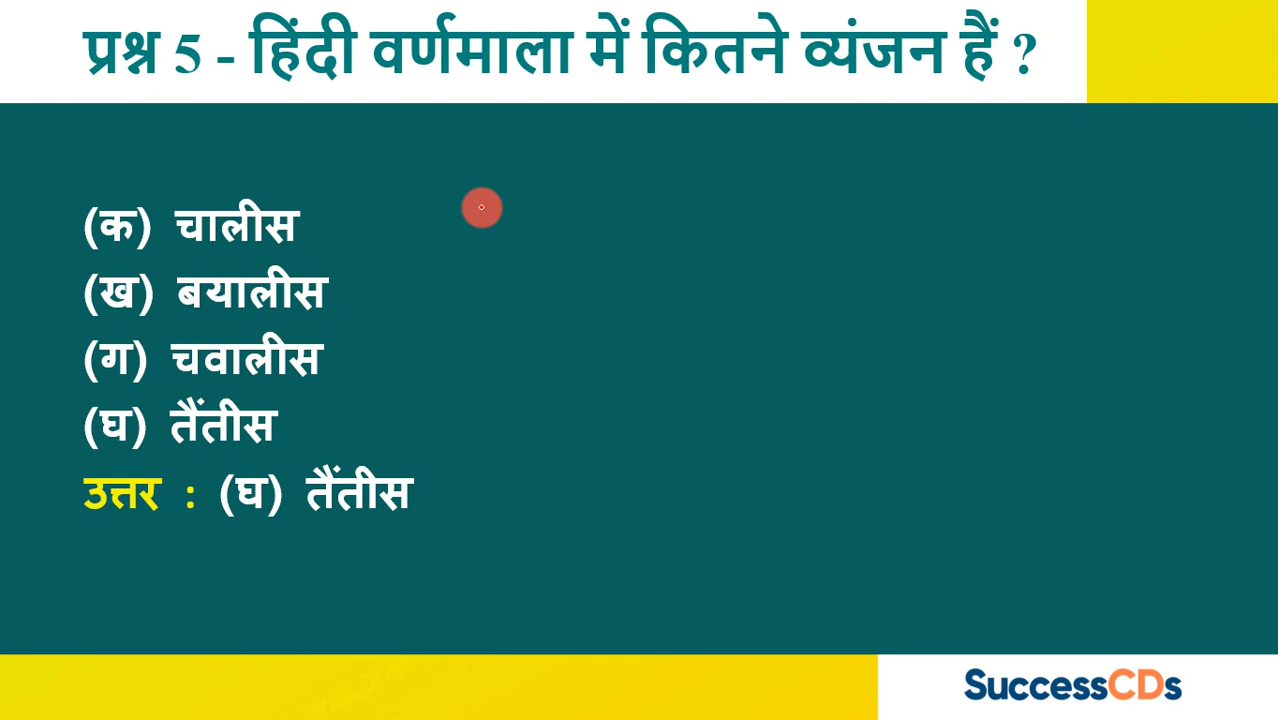 प्रश्न 5 - हिंदी वर्णमाला में कितने व्यंजन हैं ?
(क) चालीस
(ख) बयालीस
(ग) चवालीस
(घ) तैंतीस
उत्तर : (घ) तैंतीस
SuccessCDs